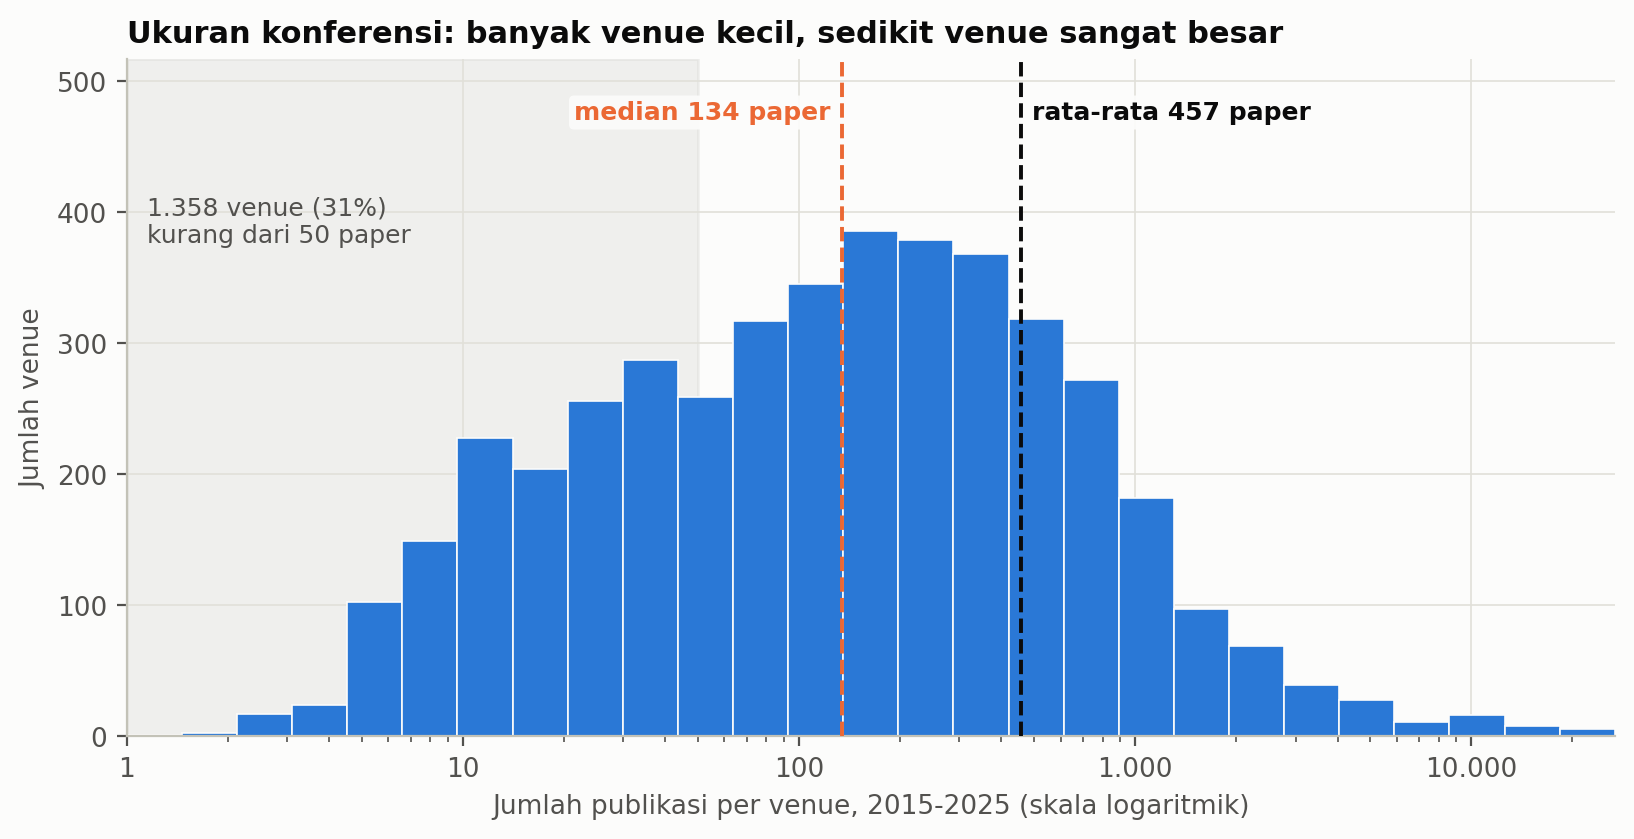 Ukuran konferensi: banyak venue kecil, sedikit venue sangat besar
median 134 paper
rata-rata 457 paper
1.358 venue (31%)
kurang dari 50 paper
Jumlah venue
500
400
300
200
100
0
1
10
100
1.000
10.000
Jumlah publikasi per venue, 2015-2025 (skala logaritmik)